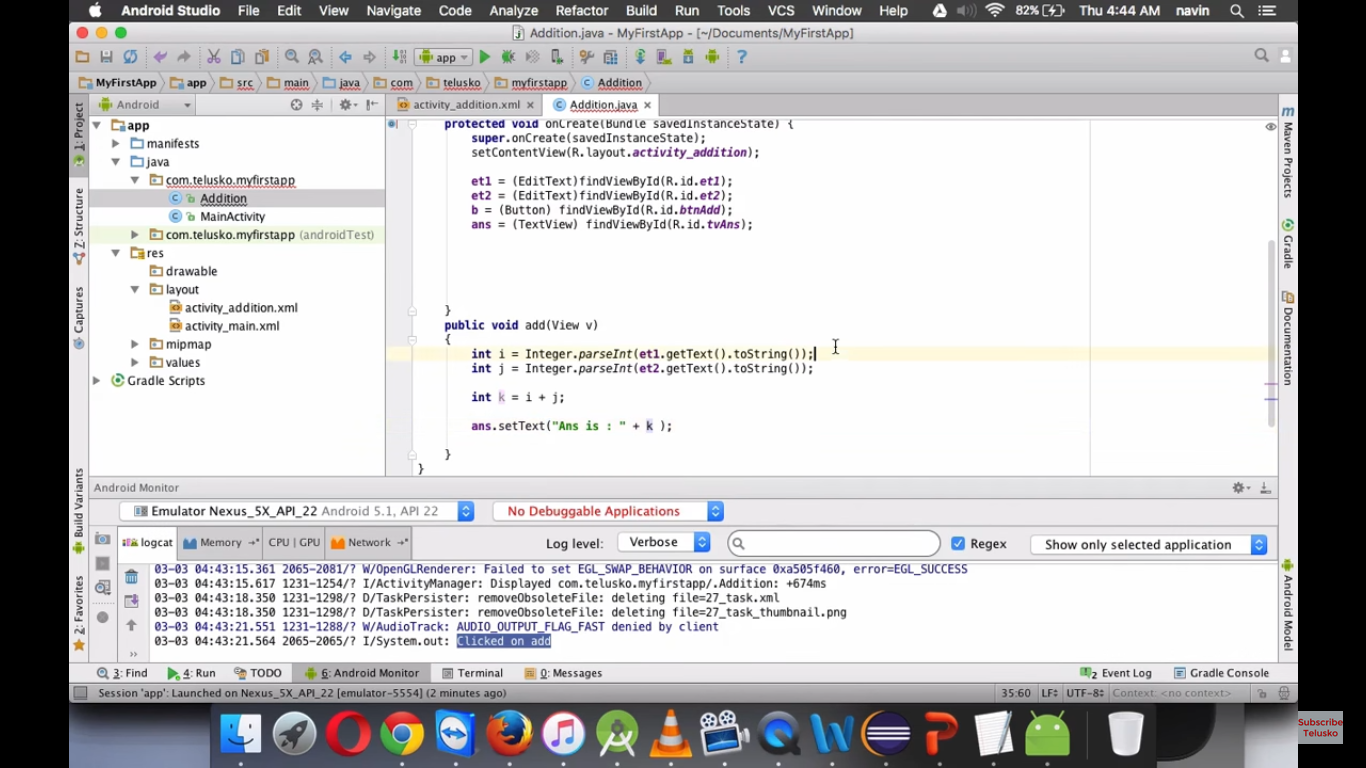 Android Studio File Edit View Navigate Code Analyze Refactor Build Run Tools VCS Window Help 82% Thu 4:44 AM navin
Addition.java - MyFirstApp - [~/Documents/MyFirstApp]
app
MyFirstApp app src main java com telusko myfirstapp Addition
Android
activity_addition.xml
Addition.java
1: Project
Z: Structure
Captures
Build Variants
2: Favorites
app
manifests
java
com.telusko.myfirstapp
Addition
MainActivity
com.telusko.myfirstapp (androidTest)
res
drawable
layout
activity_addition.xml
activity_main.xml
mipmap
values
Gradle Scripts
protected void onCreate(Bundle savedInstanceState) {
super.onCreate(savedInstanceState);
setContentView(R.layout.activity_addition);
et1 = (EditText)findViewById(R.id.et1);
et2 = (EditText)findViewById(R.id.et2);
b = (Button) findViewById(R.id.btnAdd);
ans = (TextView) findViewById(R.id.tvAns);
}
public void add(View v)
{
int i = Integer.parseInt(et1.getText().toString());
int j = Integer.parseInt(et2.getText().toString());
int k = i + j;
ans.setText("Ans is : " + k );
}
}
Maven Projects
Gradle
Documentation
Android Model
Android Monitor
Emulator Nexus_5X_API_22 Android 5.1, API 22
No Debuggable Applications
logcat Memory CPU | GPU Network
Log level: Verbose
Regex
Show only selected application
03-03 04:43:15.361 2065-2081/? W/OpenGLRenderer: Failed to set EGL_SWAP_BEHAVIOR on surface 0xa505f460, error=EGL_SUCCESS
03-03 04:43:15.617 1231-1254/? I/ActivityManager: Displayed com.telusko.myfirstapp/.Addition: +674ms
03-03 04:43:18.350 1231-1298/? D/TaskPersister: removeObsoleteFile: deleting file=27_task.xml
03-03 04:43:18.350 1231-1298/? D/TaskPersister: removeObsoleteFile: deleting file=27_task_thumbnail.png
03-03 04:43:21.551 1231-1288/? W/AudioTrack: AUDIO_OUTPUT_FLAG_FAST denied by client
03-03 04:43:21.564 2065-2065/? I/System.out: Clicked on add
3: Find 4: Run TODO 6: Android Monitor Terminal 0: Messages 2 Event Log Gradle Console
Session 'app': Launched on Nexus_5X_API_22 [emulator-5554] (2 minutes ago) 35:60 LF UTF-8 Context: <no context>
Subscribe
Telusko